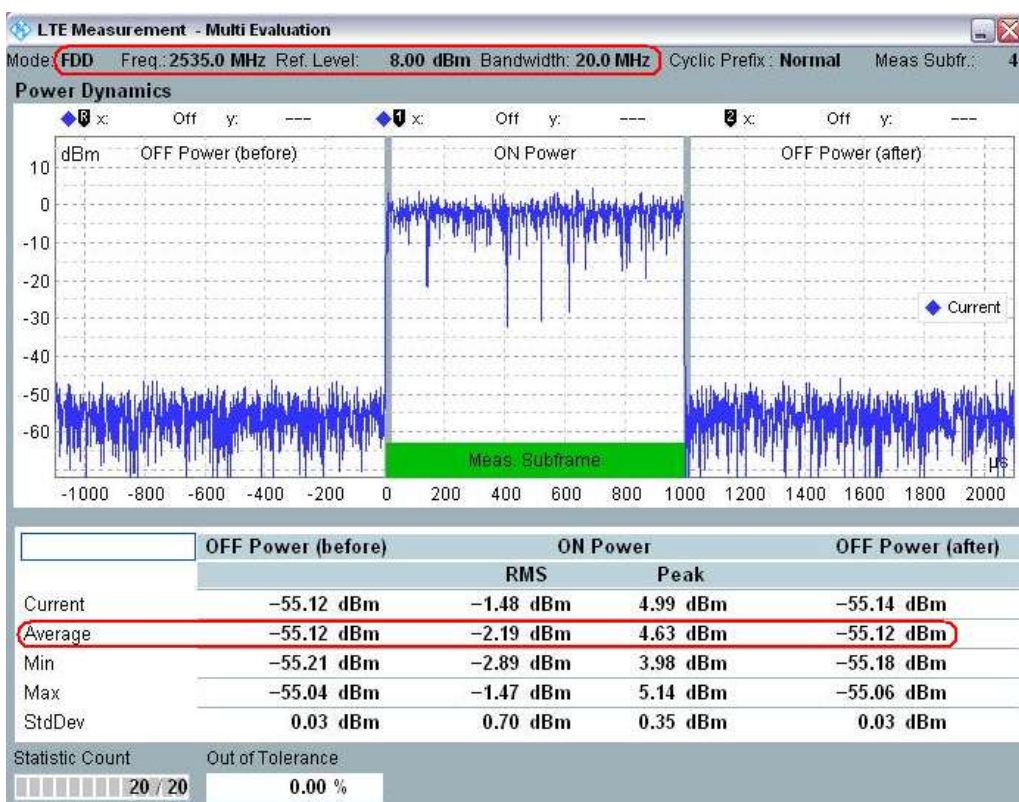 LTE Measurement - Multi Evaluation
Mode: FDD Freq.: 2535.0 MHz Ref. Level: 8.00 dBm Bandwidth: 20.0 MHz Cyclic Prefix : Normal Meas Subfr.: 4
Power Dynamics
R x: Off y: --- 1 x: Off y: --- 2 x: Off y: ---
dBm OFF Power (before) ON Power OFF Power (after)
10
0
-10
-20
-30
Current
-40
-50
-60
Meas. Subframe
µs
-1000 -800 -600 -400 -200 0 200 400 600 800 1000 1200 1400 1600 1800 2000
OFF Power (before) ON Power OFF Power (after)
RMS Peak
Current −55.12 dBm −1.48 dBm 4.99 dBm −55.14 dBm
Average −55.12 dBm −2.19 dBm 4.63 dBm −55.12 dBm
Min −55.21 dBm −2.89 dBm 3.98 dBm −55.18 dBm
Max −55.04 dBm −1.47 dBm 5.14 dBm −55.06 dBm
StdDev 0.03 dBm 0.70 dBm 0.35 dBm 0.03 dBm
Statistic Count Out of Tolerance
20 / 20 0.00 %